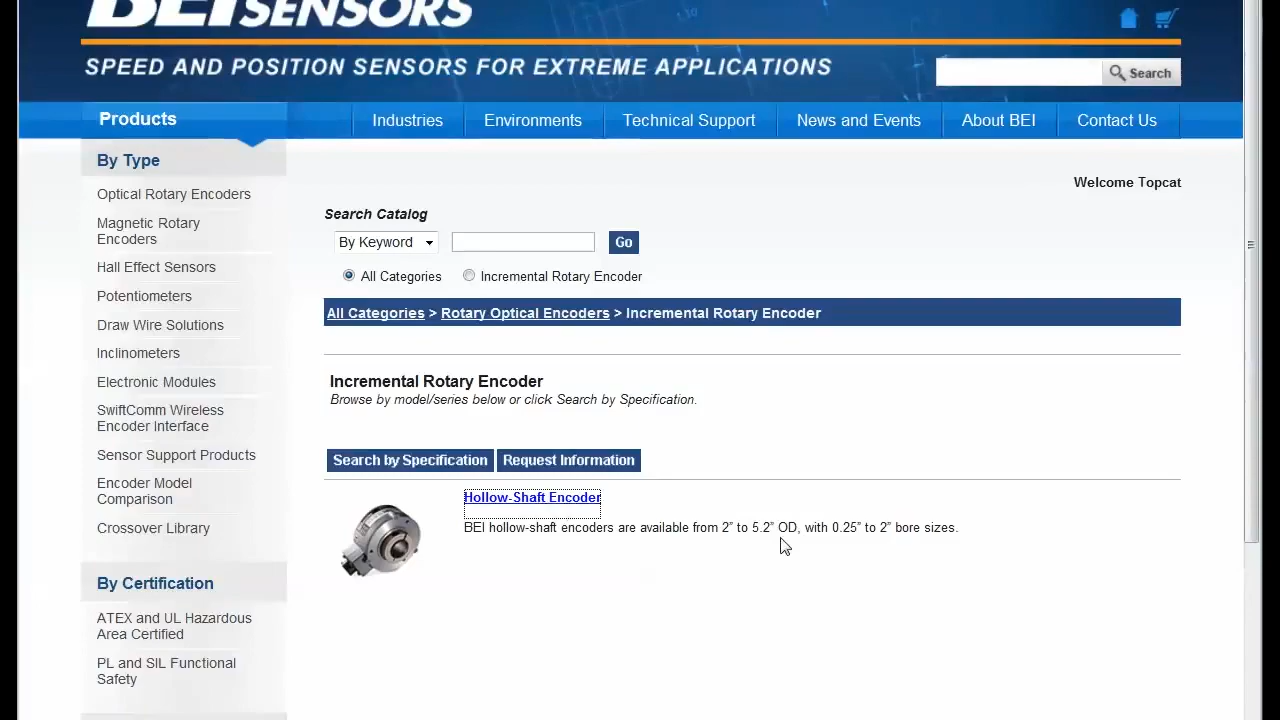 BEI SENSORS
SPEED AND POSITION SENSORS FOR EXTREME APPLICATIONS
Search
Products
Industries
Environments
Technical Support
News and Events
About BEI
Contact Us
By Type
Optical Rotary Encoders
Magnetic Rotary
Encoders
Hall Effect Sensors
Potentiometers
Draw Wire Solutions
Inclinometers
Electronic Modules
SwiftComm Wireless
Encoder Interface
Sensor Support Products
Encoder Model
Comparison
Crossover Library
By Certification
ATEX and UL Hazardous
Area Certified
PL and SIL Functional
Safety
Welcome Topcat
Search Catalog
By Keyword
Go
All Categories
Incremental Rotary Encoder
All Categories > Rotary Optical Encoders > Incremental Rotary Encoder
Incremental Rotary Encoder
Browse by model/series below or click Search by Specification.
Search by Specification
Request Information
Hollow-Shaft Encoder
BEI hollow-shaft encoders are available from 2” to 5.2” OD, with 0.25” to 2” bore sizes.